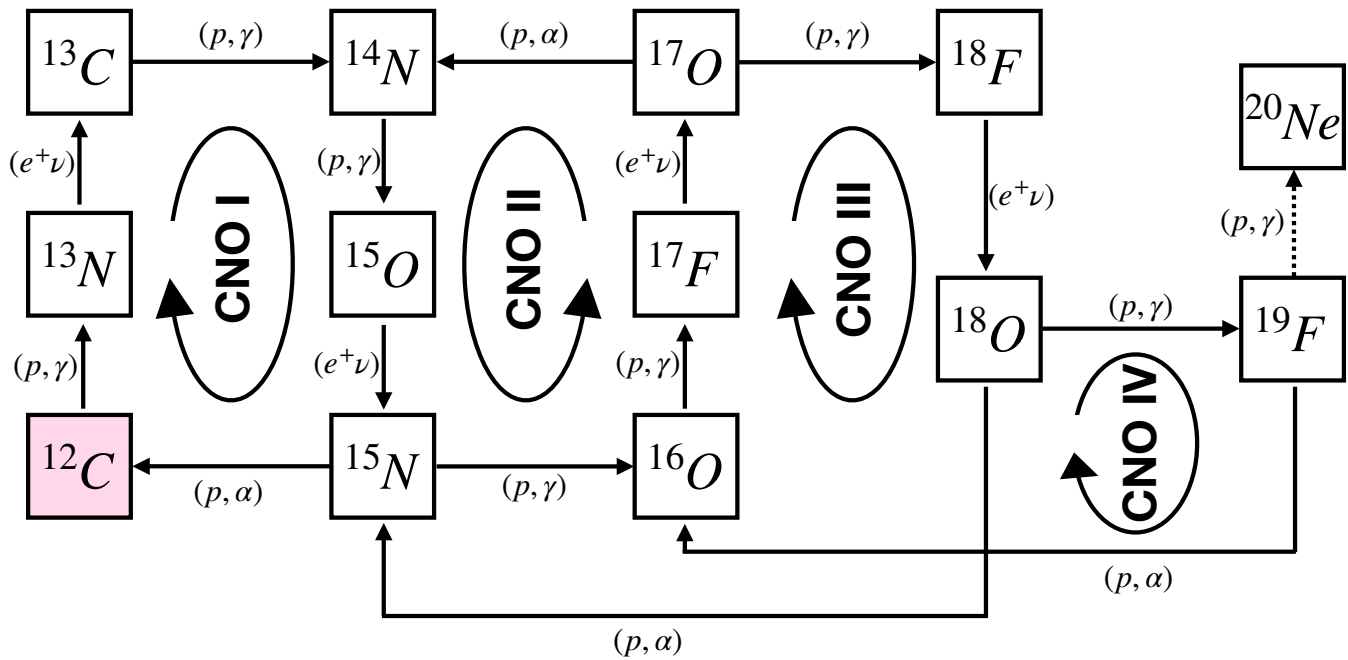 ¹³C
(p, γ)
¹⁴N
(p, α)
¹⁷O
(p, γ)
¹⁸F
²⁰Ne
(e⁺ν)
(p, γ)
(e⁺ν)
(e⁺ν)
(p, γ)
¹³N
CNO I
¹⁵O
CNO II
¹⁷F
CNO III
¹⁸O
(p, γ)
¹⁹F
(p, γ)
(e⁺ν)
(p, γ)
CNO IV
¹²C
(p, α)
¹⁵N
(p, γ)
¹⁶O
(p, α)
(p, α)